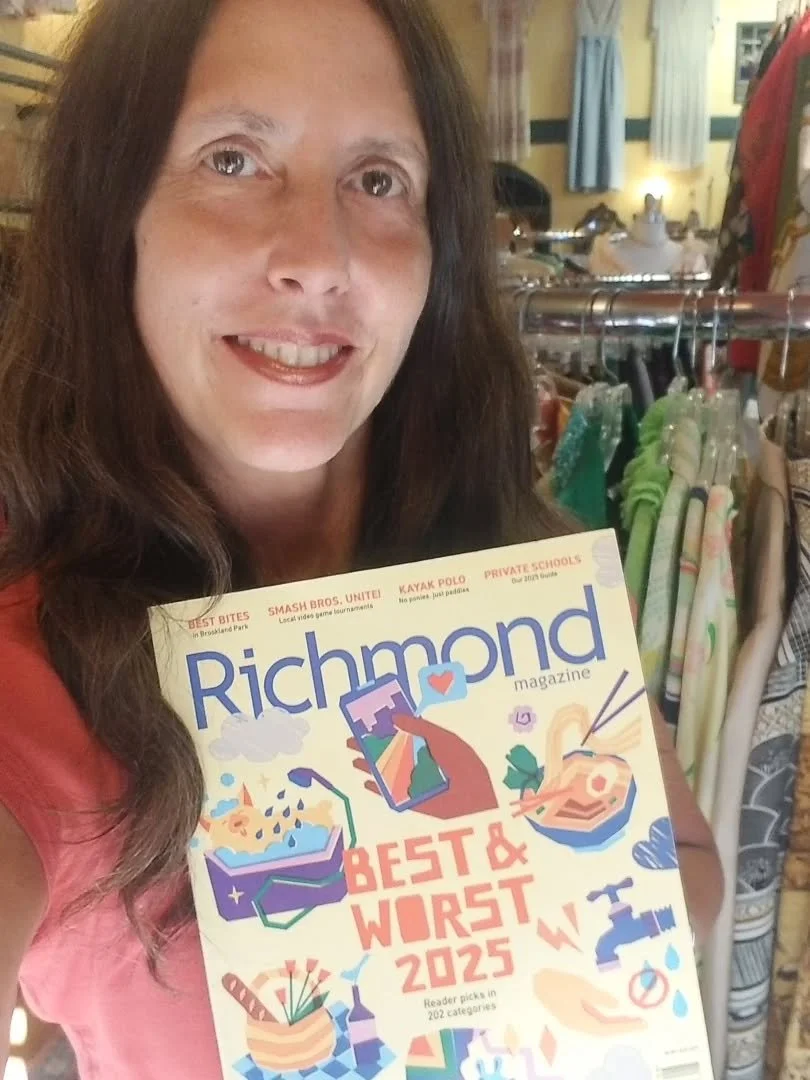 BEST BITES
in Brookland Park
SMASH BROS, UNITE!
Local video game tournaments
KAYAK POLO
No ponies, just paddles
PRIVATE SCHOOLS
Our 2025 Guide
Richmond
magazine
BEST &
WORST
2025
Reader picks in
202 categories